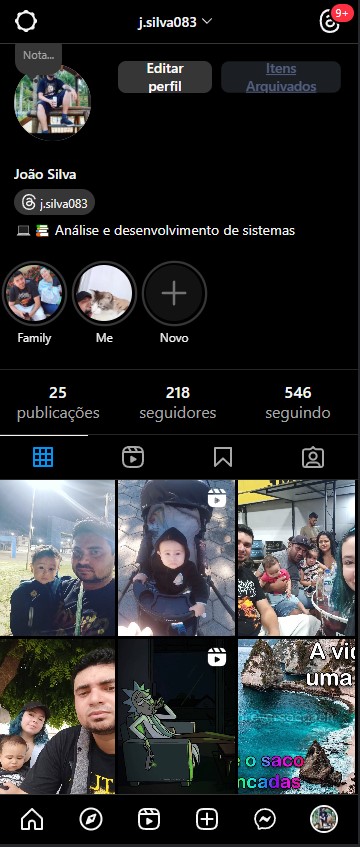 j.silva083
9+
Nota...
Editar perfil
Itens Arquivados
João Silva
j.silva083
Análise e desenvolvimento de sistemas
Family
Me
Novo
25
218
546
publicações
seguidores
seguindo
A vid
uma
e o saco
ncadas